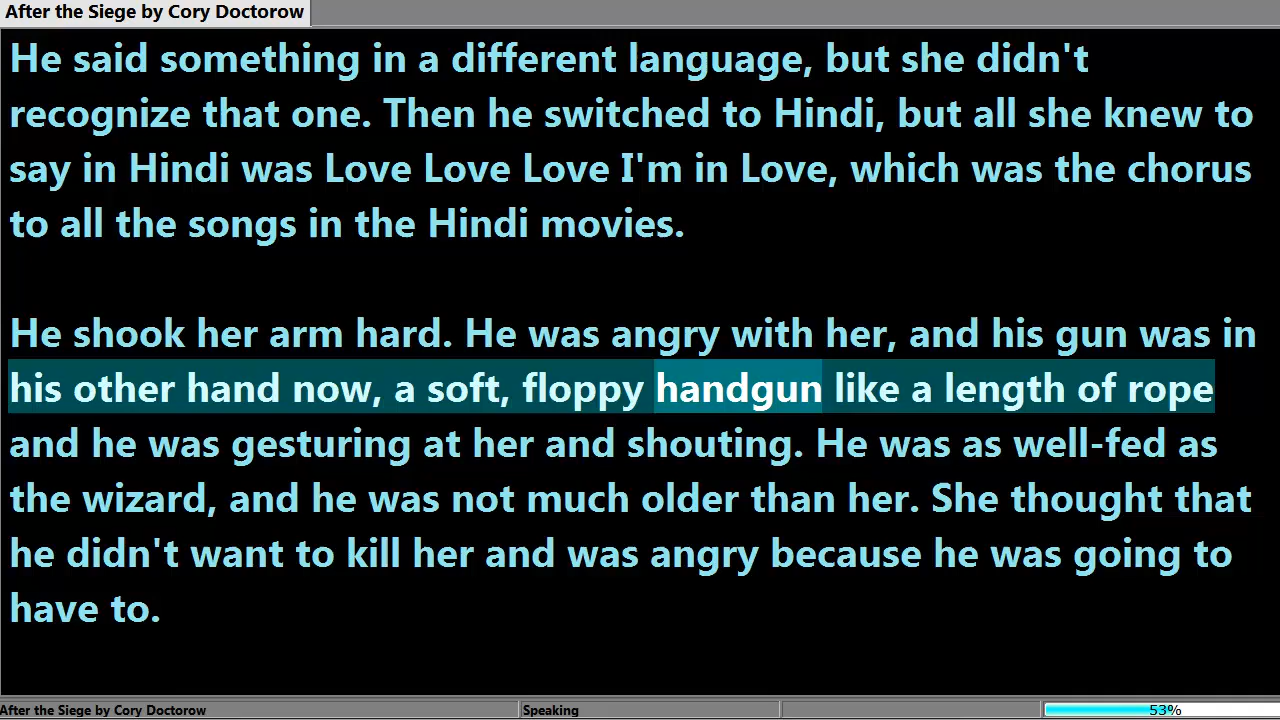 After the Siege by Cory Doctorow
He said something in a different language, but she didn't
recognize that one. Then he switched to Hindi, but all she knew to
say in Hindi was Love Love Love I'm in Love, which was the chorus
to all the songs in the Hindi movies.
He shook her arm hard. He was angry with her, and his gun was in
his other hand now, a soft, floppy handgun like a length of rope
and he was gesturing at her and shouting. He was as well-fed as
the wizard, and he was not much older than her. She thought that
he didn't want to kill her and was angry because he was going to
have to.
After the Siege by Cory Doctorow Speaking 53%